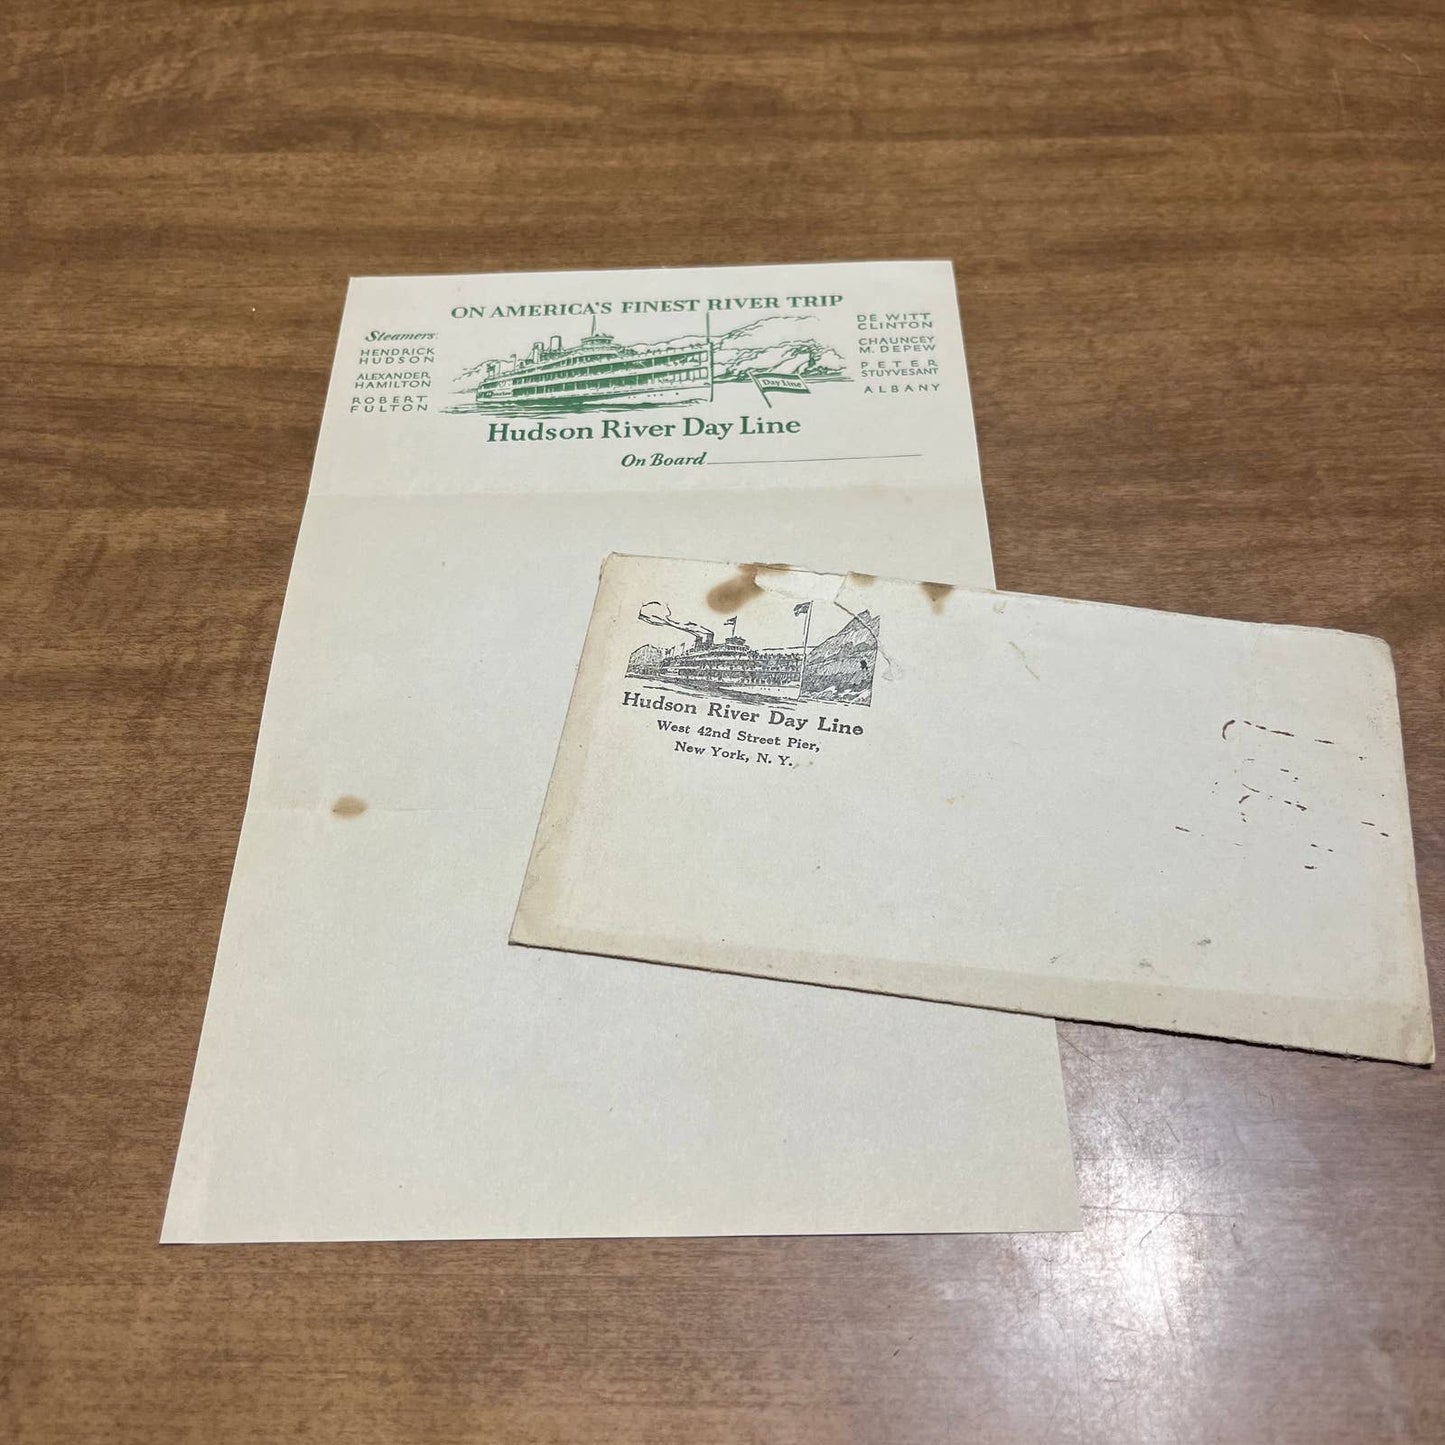 ON AMERICA'S FINEST RIVER TRIP
Steamers:
HENDRICK
HUDSON
ALEXANDER
HAMILTON
ROBERT
FULTON
DE WITT
CLINTON
CHAUNCEY
M. DEPEW
PETER
STUYVESANT
ALBANY
Day Line
Hudson River Day Line
On Board
Hudson River Day Line
West 42nd Street Pier,
New York, N. Y.